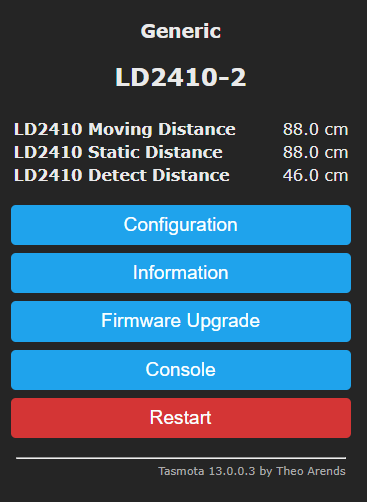 Generic
LD2410-2
LD2410 Moving Distance 88.0 cm
LD2410 Static Distance 88.0 cm
LD2410 Detect Distance 46.0 cm
Configuration
Information
Firmware Upgrade
Console
Restart
Tasmota 13.0.0.3 by Theo Arends